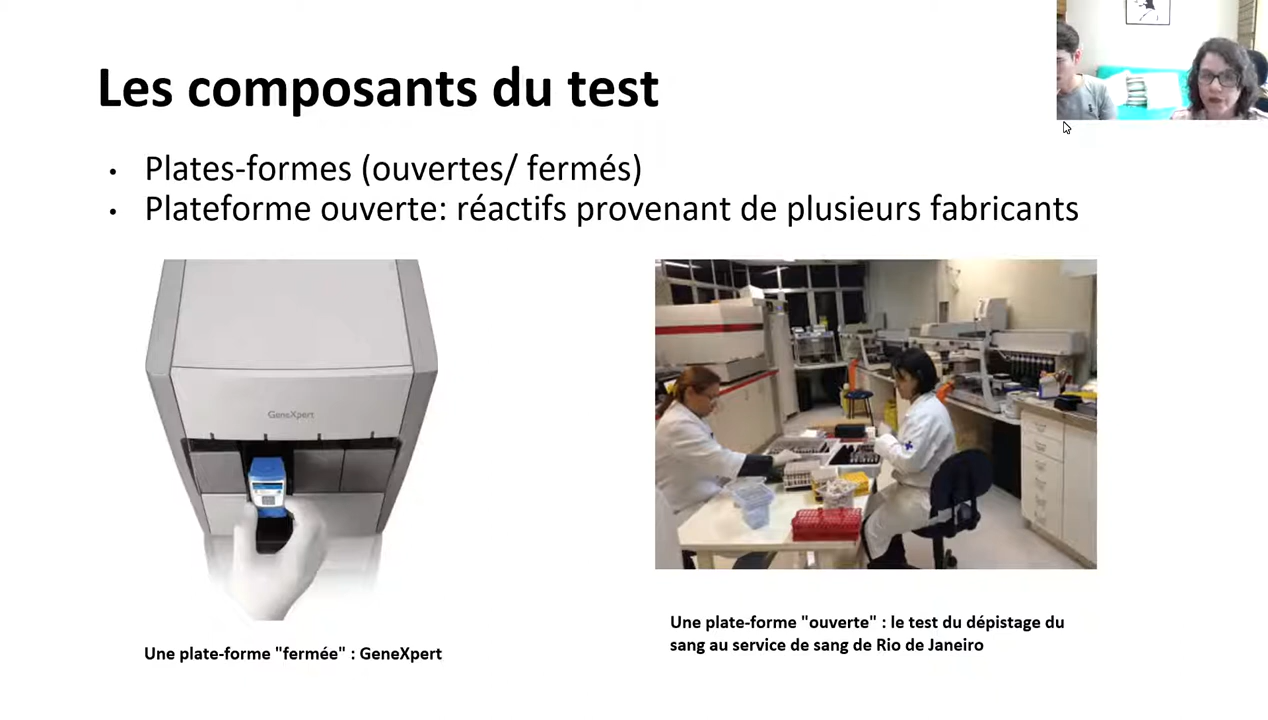 Les composants du test
• Plates-formes (ouvertes/ fermés)
• Plateforme ouverte: réactifs provenant de plusieurs fabricants
GeneXpert
Une plate-forme "fermée" : GeneXpert
Une plate-forme "ouverte" : le test du dépistage du
sang au service de sang de Rio de Janeiro